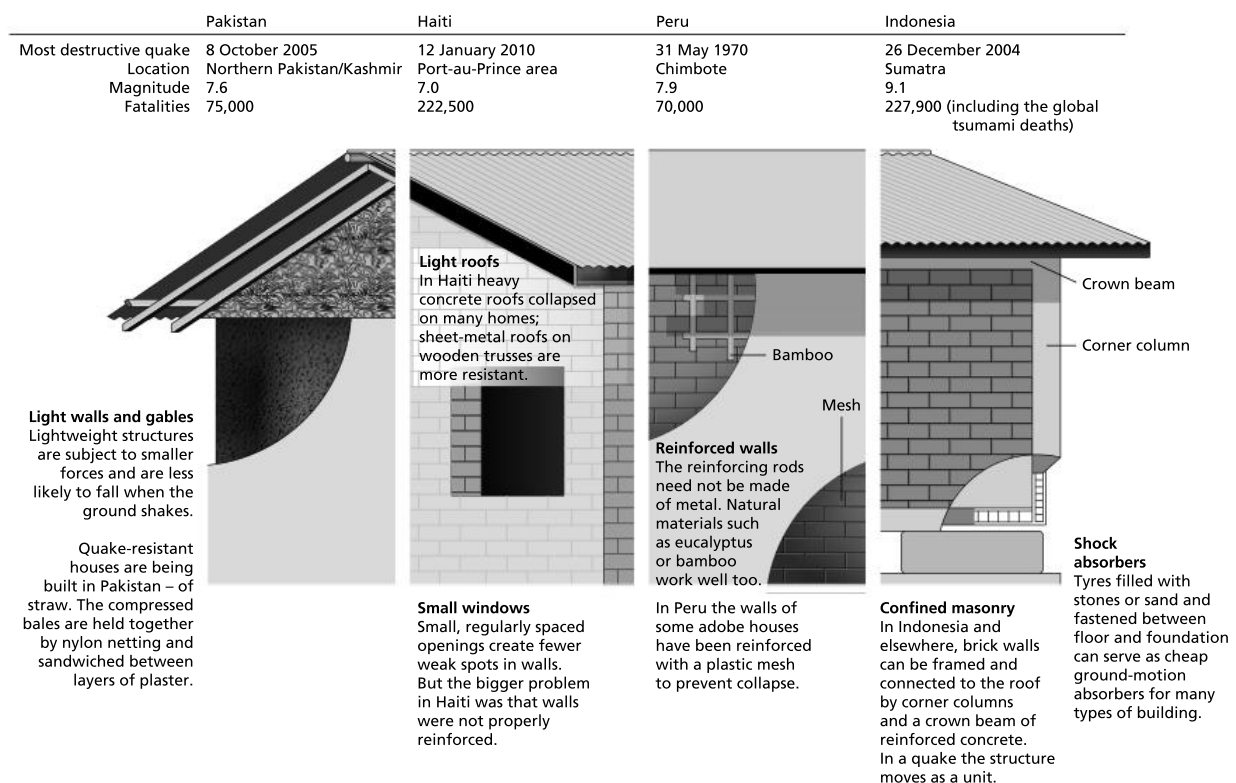 Pakistan Haiti Peru Indonesia
Most destructive quake 8 October 2005 12 January 2010 31 May 1970 26 December 2004
Location Northern Pakistan/Kashmir Port-au-Prince area Chimbote Sumatra
Magnitude 7.6 7.0 7.9 9.1
Fatalities 75,000 222,500 70,000 227,900 (including the global
tsumami deaths)
Light walls and gables
Lightweight structures
are subject to smaller
forces and are less
likely to fall when the
ground shakes.
Quake-resistant
houses are being
built in Pakistan – of
straw. The compressed
bales are held together
by nylon netting and
sandwiched between
layers of plaster.
Light roofs
In Haiti heavy
concrete roofs collapsed
on many homes;
sheet-metal roofs on
wooden trusses are
more resistant.
Small windows
Small, regularly spaced
openings create fewer
weak spots in walls.
But the bigger problem
in Haiti was that walls
were not properly
reinforced.
Bamboo
Mesh
Reinforced walls
The reinforcing rods
need not be made
of metal. Natural
materials such
as eucalyptus
or bamboo
work well too.
In Peru the walls of
some adobe houses
have been reinforced
with a plastic mesh
to prevent collapse.
Crown beam
Corner column
Confined masonry
In Indonesia and
elsewhere, brick walls
can be framed and
connected to the roof
by corner columns
and a crown beam of
reinforced concrete.
In a quake the structure
moves as a unit.
Shock
absorbers
Tyres filled with
stones or sand and
fastened between
floor and foundation
can serve as cheap
ground-motion
absorbers for many
types of building.